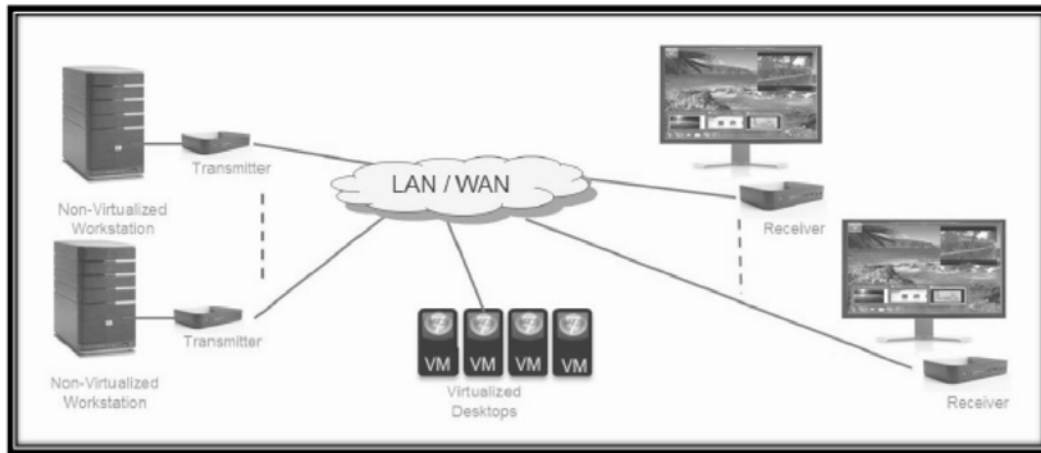 Transmitter
LAN / WAN
Non-Virtualized
Workstation
Receiver
Transmitter
VM
VM
VM
VM
Virtualized
Desktops
Non-Virtualized
Workstation
Receiver